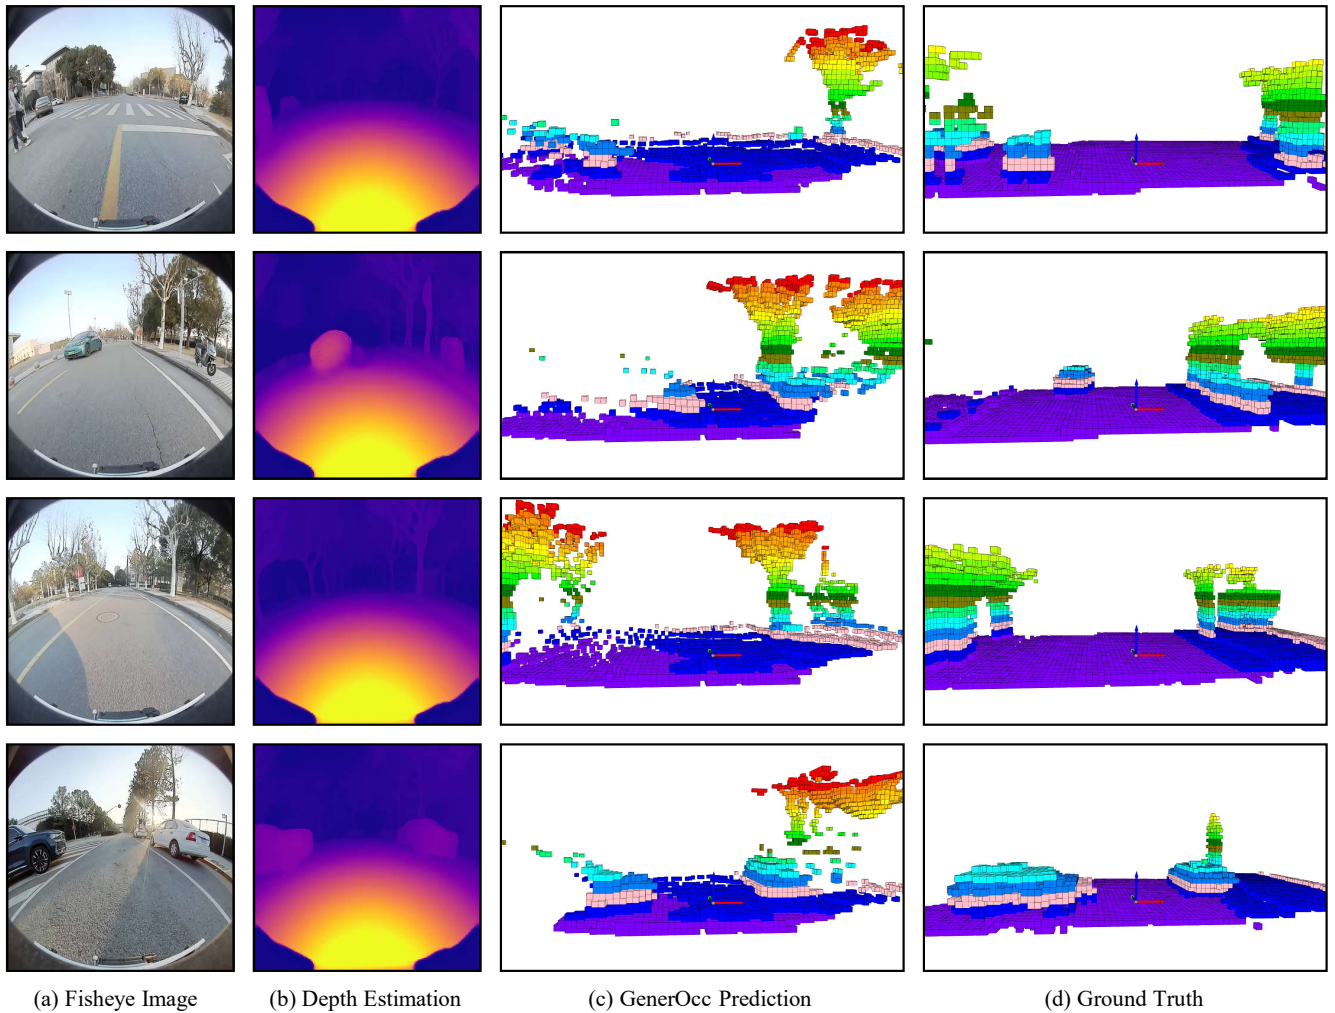 (a) Fisheye Image
(b) Depth Estimation
(c) GenerOcc Prediction
(d) Ground Truth